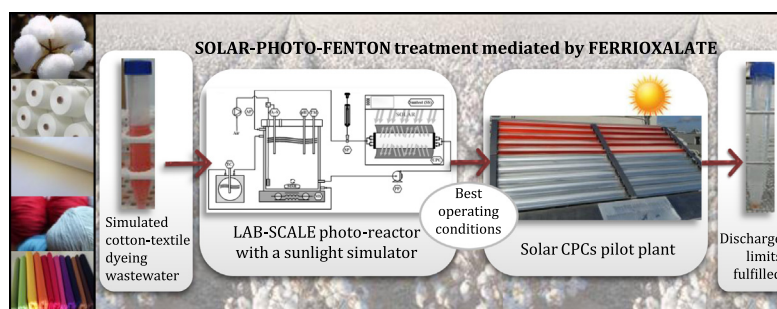 SOLAR-PHOTO-FENTON treatment mediated by FERRIOXALATE
Simulated
cotton-textile
dyeing
wastewater
SOLAR
LAB-SCALE photo-reactor
with a sunlight simulator
Best
operating
conditions
Solar CPCs pilot plant
Discharge
limits
fulfilled